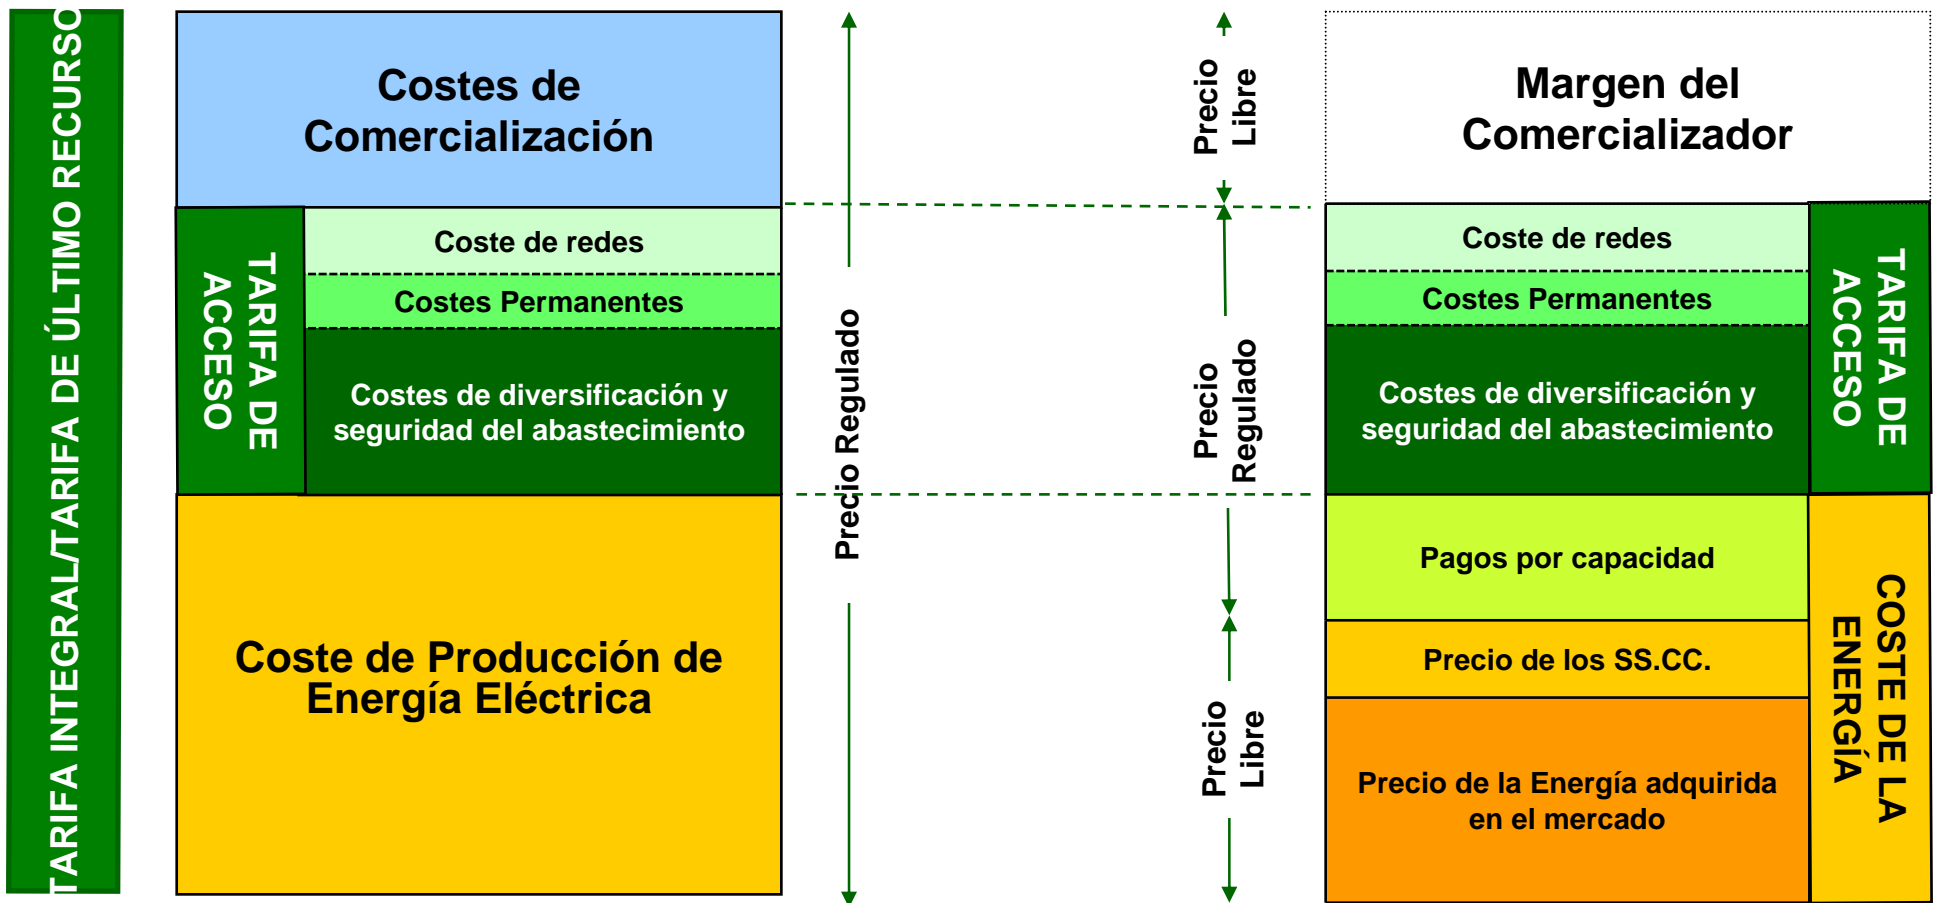 TARIFA INTEGRAL/TARIFA DE ÚLTIMO RECURSO
Costes de
Comercialización
TARIFA DE
ACCESO
Coste de redes
Costes Permanentes
Costes de diversificación y
seguridad del abastecimiento
Coste de Producción de
Energía Eléctrica
Precio Regulado
Precio
Libre
Precio
Regulado
Precio
Libre
Margen del
Comercializador
Coste de redes
Costes Permanentes
Costes de diversificación y
seguridad del abastecimiento
TARIFA DE
ACCESO
Pagos por capacidad
Precio de los SS.CC.
Precio de la Energía adquirida
en el mercado
COSTE DE LA
ENERGÍA